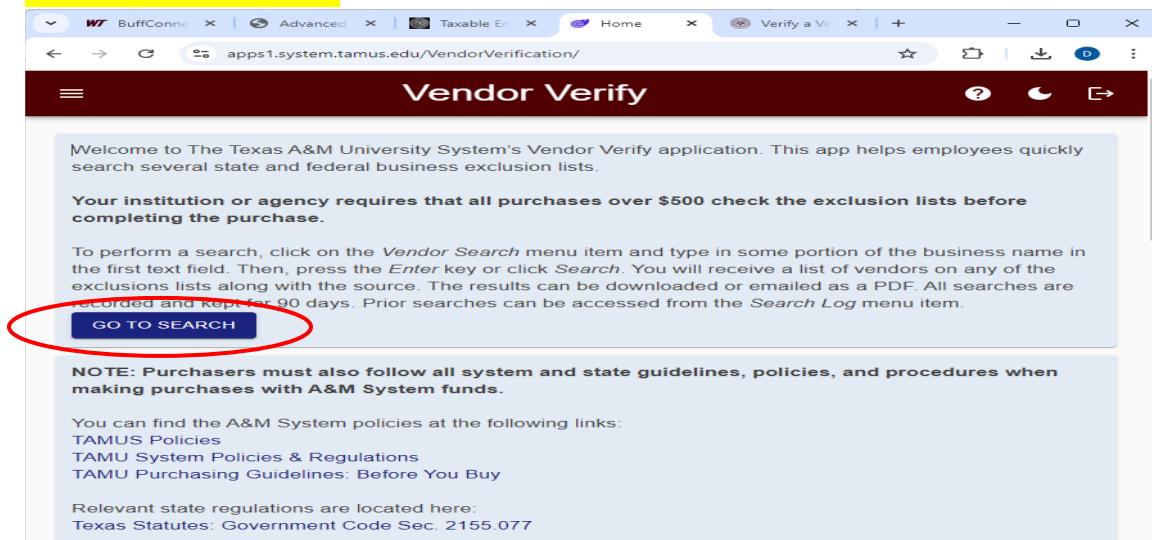 WT BuffConne
Advanced
Taxable En
Home
Verify a Ve
apps1.system.tamus.edu/VendorVerification/
D
Vendor Verify
Welcome to The Texas A&M University System's Vendor Verify application. This app helps employees quickly
search several state and federal business exclusion lists.
Your institution or agency requires that all purchases over $500 check the exclusion lists before
completing the purchase.
To perform a search, click on the Vendor Search menu item and type in some portion of the business name in
the first text field. Then, press the Enter key or click Search. You will receive a list of vendors on any of the
exclusions lists along with the source. The results can be downloaded or emailed as a PDF. All searches are
recorded and kept for 90 days. Prior searches can be accessed from the Search Log menu item.
GO TO SEARCH
NOTE: Purchasers must also follow all system and state guidelines, policies, and procedures when
making purchases with A&M System funds.
You can find the A&M System policies at the following links:
TAMUS Policies
TAMU System Policies & Regulations
TAMU Purchasing Guidelines: Before You Buy
Relevant state regulations are located here:
Texas Statutes: Government Code Sec. 2155.077